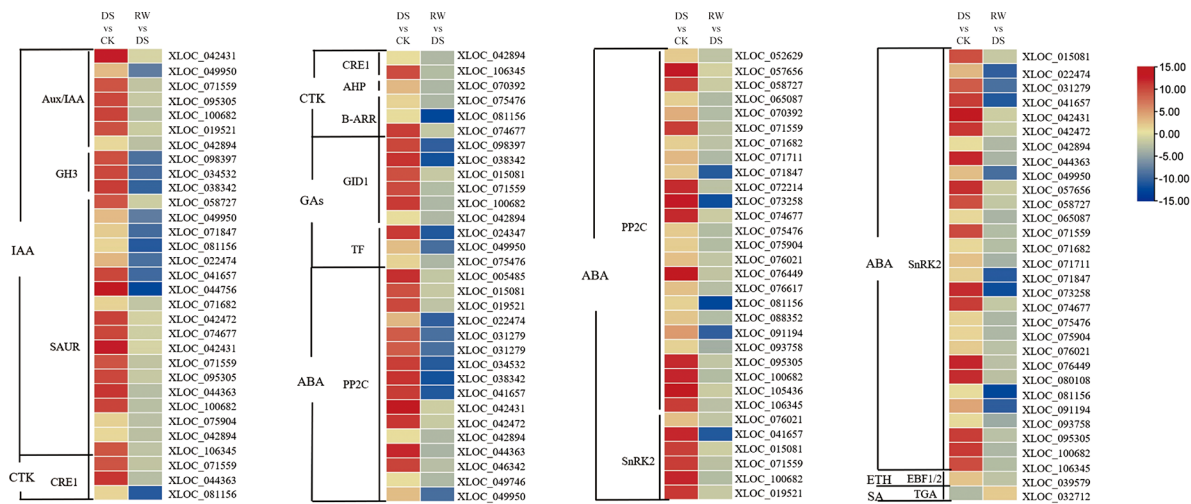 DS vs CK
RW vs DS
IAA
Aux/IAA
XLOC_042431
XLOC_049950
XLOC_071559
XLOC_095305
XLOC_100682
XLOC_019521
XLOC_042894
GH3
XLOC_098397
XLOC_034532
XLOC_038342
SAUR
XLOC_058727
XLOC_049950
XLOC_071847
XLOC_081156
XLOC_022474
XLOC_041657
XLOC_044756
XLOC_071682
XLOC_042472
XLOC_074677
XLOC_042431
XLOC_071559
XLOC_095305
XLOC_044363
XLOC_100682
XLOC_075904
XLOC_042894
XLOC_106345
CTK
CRE1
XLOC_071559
XLOC_044363
XLOC_081156
DS vs CK
RW vs DS
CTK
CRE1
XLOC_042894
XLOC_106345
AHP
XLOC_070392
XLOC_075476
B-ARR
XLOC_081156
XLOC_074677
GAs
GID1
XLOC_098397
XLOC_038342
XLOC_015081
XLOC_071559
XLOC_100682
XLOC_042894
TF
XLOC_024347
XLOC_049950
XLOC_075476
ABA
PP2C
XLOC_005485
XLOC_015081
XLOC_019521
XLOC_022474
XLOC_031279
XLOC_031279
XLOC_034532
XLOC_038342
XLOC_041657
XLOC_042431
XLOC_042472
XLOC_042894
XLOC_044363
XLOC_046342
XLOC_049746
XLOC_049950
DS vs CK
RW vs DS
ABA
PP2C
XLOC_052629
XLOC_057656
XLOC_058727
XLOC_065087
XLOC_070392
XLOC_071559
XLOC_071682
XLOC_071711
XLOC_071847
XLOC_072214
XLOC_073258
XLOC_074677
XLOC_075476
XLOC_075904
XLOC_076021
XLOC_076449
XLOC_076617
XLOC_081156
XLOC_088352
XLOC_091194
XLOC_093758
XLOC_095305
XLOC_100682
XLOC_105436
XLOC_106345
SnRK2
XLOC_076021
XLOC_041657
XLOC_015081
XLOC_071559
XLOC_100682
XLOC_019521
DS vs CK
RW vs DS
ABA
SnRK2
XLOC_015081
XLOC_022474
XLOC_031279
XLOC_041657
XLOC_042431
XLOC_042472
XLOC_042894
XLOC_044363
XLOC_049950
XLOC_057656
XLOC_058727
XLOC_065087
XLOC_071559
XLOC_071682
XLOC_071711
XLOC_071847
XLOC_073258
XLOC_074677
XLOC_075476
XLOC_075904
XLOC_076021
XLOC_076449
XLOC_080108
XLOC_081156
XLOC_091194
XLOC_093758
XLOC_095305
XLOC_100682
XLOC_106345
ETH
EBF1/2
XLOC_039579
SA
TGA
XLOC_032712
15.00
10.00
5.00
0.00
-5.00
-10.00
-15.00